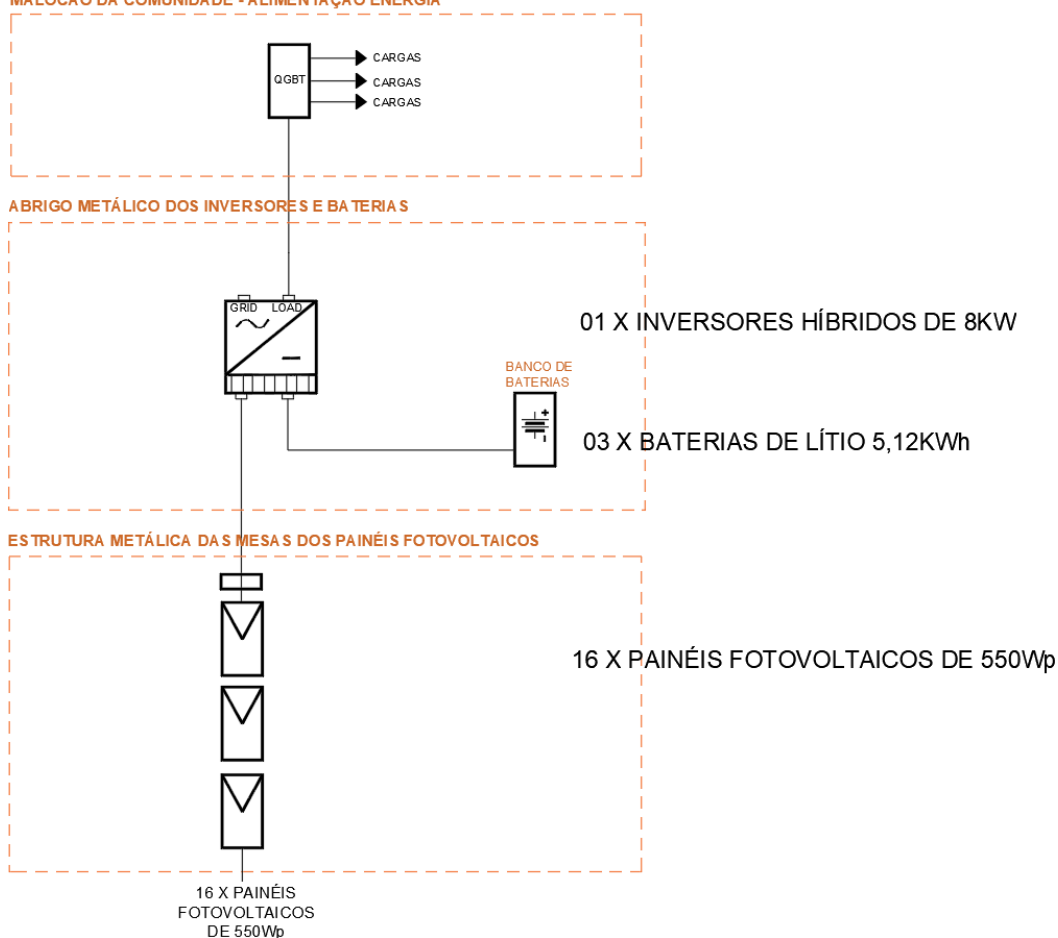 MALOCÃO DA COMUNIDADE - ALIMENTAÇÃO ENERGIA
QGBT
CARGAS
CARGAS
CARGAS
ABRIGO METÁLICO DOS INVERSORES E BATERIAS
GRID LOAD
01 X INVERSORES HÍBRIDOS DE 8KW
BANCO DE
BATERIAS
03 X BATERIAS DE LÍTIO 5,12KWh
ESTRUTURA METÁLICA DAS MESAS DOS PAINÉIS FOTOVOLTAICOS
16 X PAINÉIS FOTOVOLTAICOS DE 550Wp
16 X PAINÉIS
FOTOVOLTAICOS
DE 550Wp